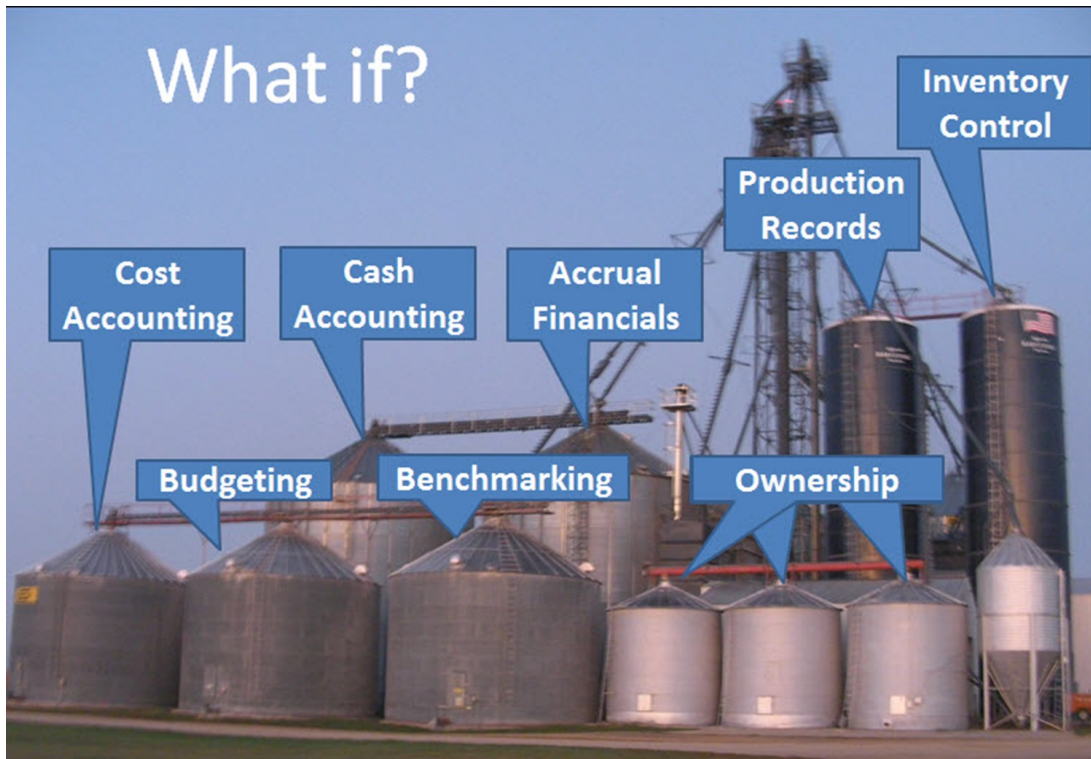 What if?
Inventory
Control
Production
Records
Cost
Accounting
Cash
Accounting
Accrual
Financials
Budgeting
Benchmarking
Ownership